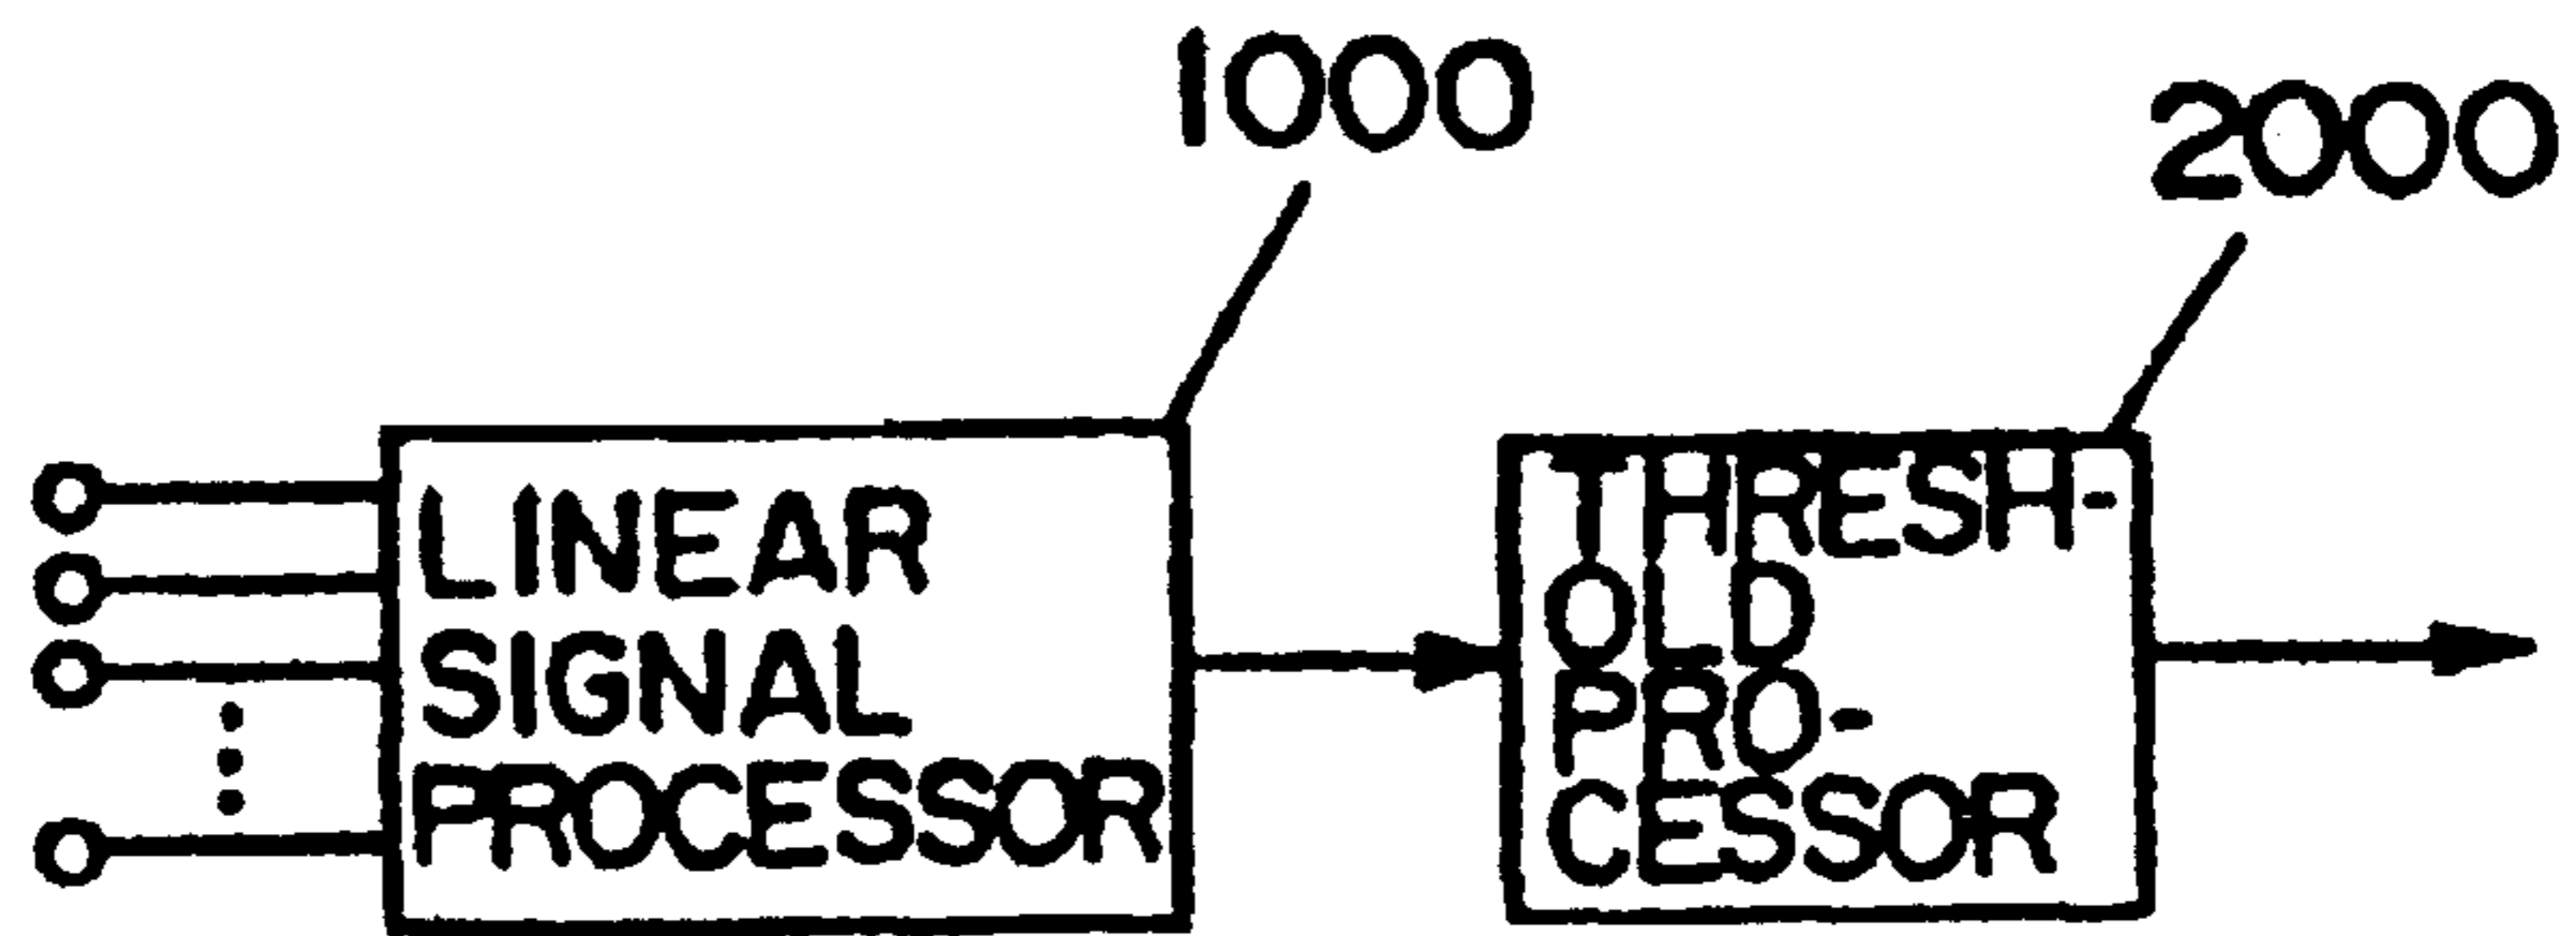 1000
2000
LINEAR
SIGNAL
PROCESSOR
THRESH-
OLD
PRO-
CESSOR